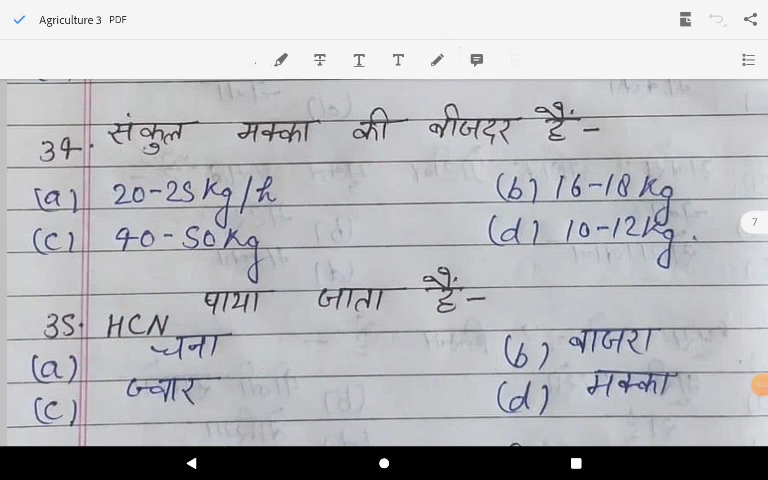 Agriculture 3 PDF
34. संकुल मक्का की बीजदर हैं -
(a) 20-25 Kg/h (b) 16-18 Kg
(c) 40-50 Kg (d) 10-12 Kg.
7
35. HCN पाया जाता हैं -
(a) चना (b) बाजरा
(c) ज्वार (d) मक्का